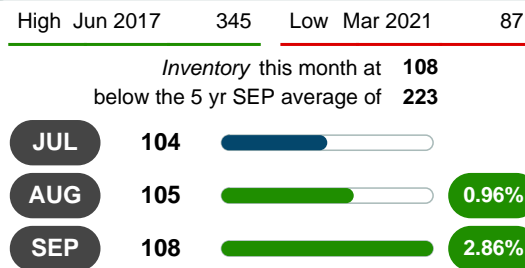 High Jun 2017 345 Low Mar 2021 87
Inventory this month at 108
below the 5 yr SEP average of 223
JUL 104
AUG 105 0.96%
SEP 108 2.86%